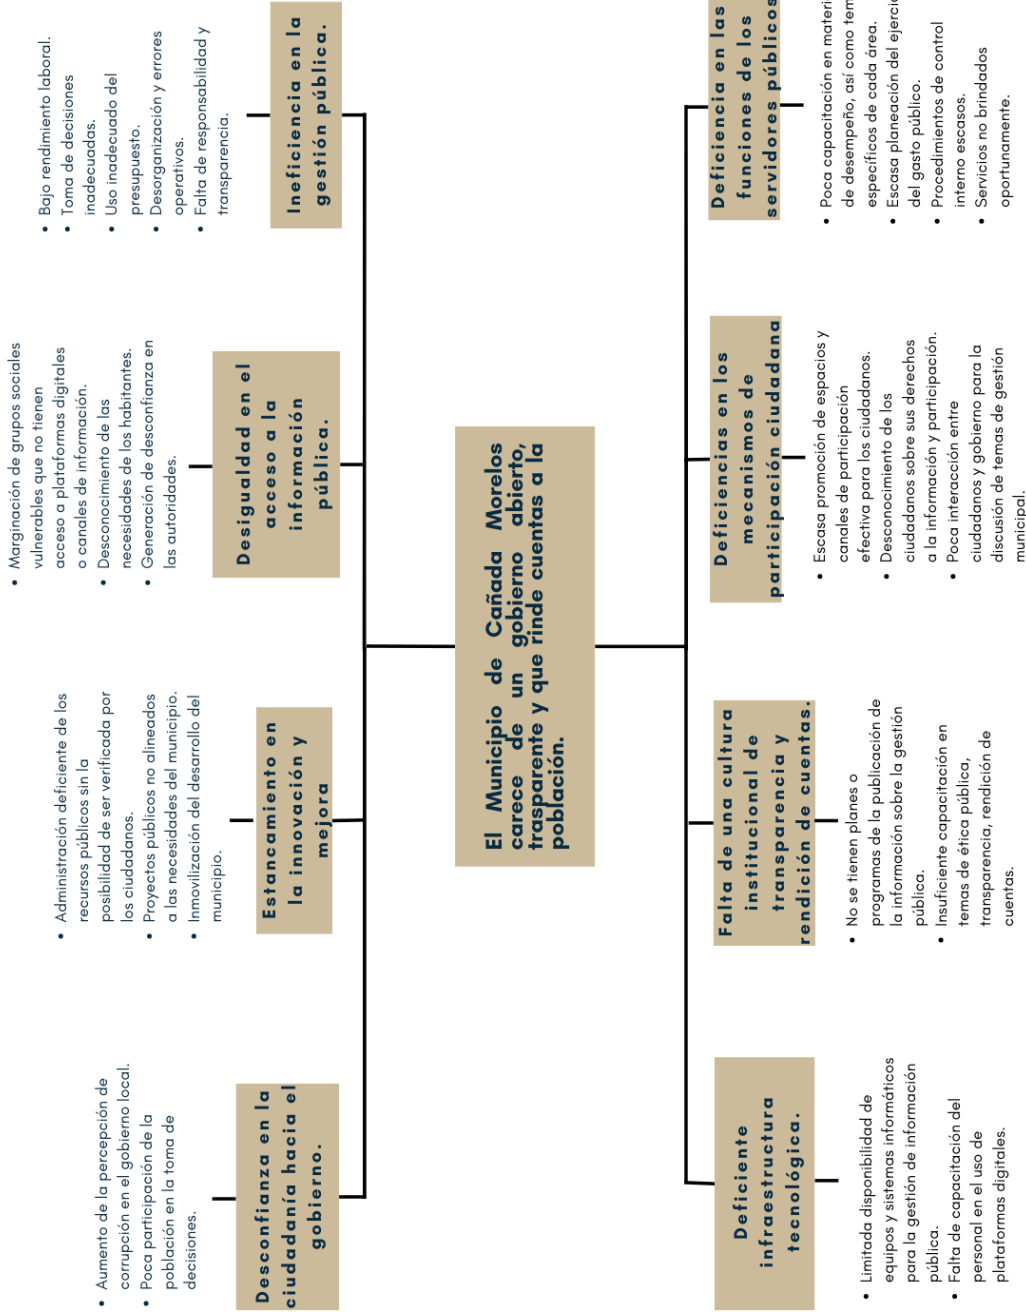 • Aumento de la percepción de
corrupción en el gobierno local.
• Poca participación de la
población en la toma de
decisiones.
Desconfianza en la
ciudadanía hacia el
gobierno.
• Administración deficiente de los
recursos públicos sin la
posibilidad de ser verificada por
los ciudadanos.
• Proyectos públicos no alineados
a las necesidades del municipio.
• Inmovilización del desarrollo del
municipio.
Estancamiento en
la innovación y
mejora
• Marginación de grupos sociales
vulnerables que no tienen
acceso a plataformas digitales
o canales de información.
• Desconocimiento de las
necesidades de los habitantes.
• Generación de desconfianza en
las autoridades.
Desigualdad en el
acceso a la
información
pública.
• Bajo rendimiento laboral.
• Toma de decisiones
inadecuadas.
• Uso inadecuado del
presupuesto.
• Desorganización y errores
operativos.
• Falta de responsabilidad y
transparencia.
Ineficiencia en la
gestión pública.
El Municipio de Cañada Morelos
carece de un gobierno abierto,
trasparente y que rinde cuentas a la
población.
Deficiente
infraestructura
tecnológica.
• Limitada disponibilidad de
equipos y sistemas informáticos
para la gestión de información
pública.
• Falta de capacitación del
personal en el uso de
plataformas digitales.
Falta de una cultura
institucional de
transparencia y
rendición de cuentas.
• No se tienen planes o
programas de la publicación de
la información sobre la gestión
pública.
• Insuficiente capacitación en
temas de ética pública,
transparencia, rendición de
cuentas.
Deficiencias en los
mecanismos de
participación ciudadana
• Escasa promoción de espacios y
canales de participación
efectiva para los ciudadanos.
• Desconocimiento de los
ciudadanos sobre sus derechos
a la información y participación.
• Poca interacción entre
ciudadanos y gobierno para la
discusión de temas de gestión
municipal.
Deficiencia en las
funciones de los
servidores públicos
• Poca capacitación en materi
de desempeño, así como tem
específicos de cada área.
• Escasa planeación del ejerci
del gasto público.
• Procedimientos de control
interno escasos.
• Servicios no brindados
oportunamente.